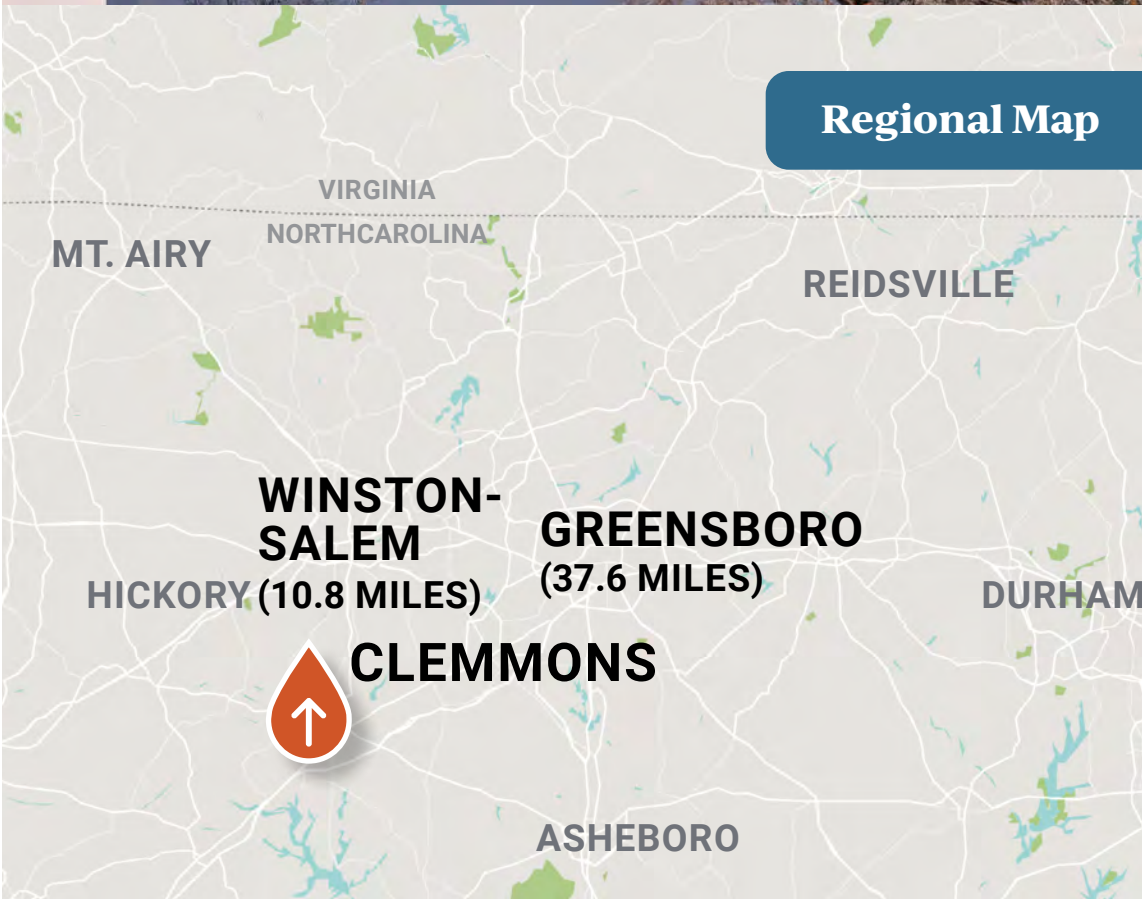 Regional Map
VIRGINIA
NORTHCAROLINA
MT. AIRY
REIDSVILLE
WINSTON-
SALEM
(10.8 MILES)
GREENSBORO
(37.6 MILES)
HICKORY
DURHAM
CLEMMONS
ASHEBORO